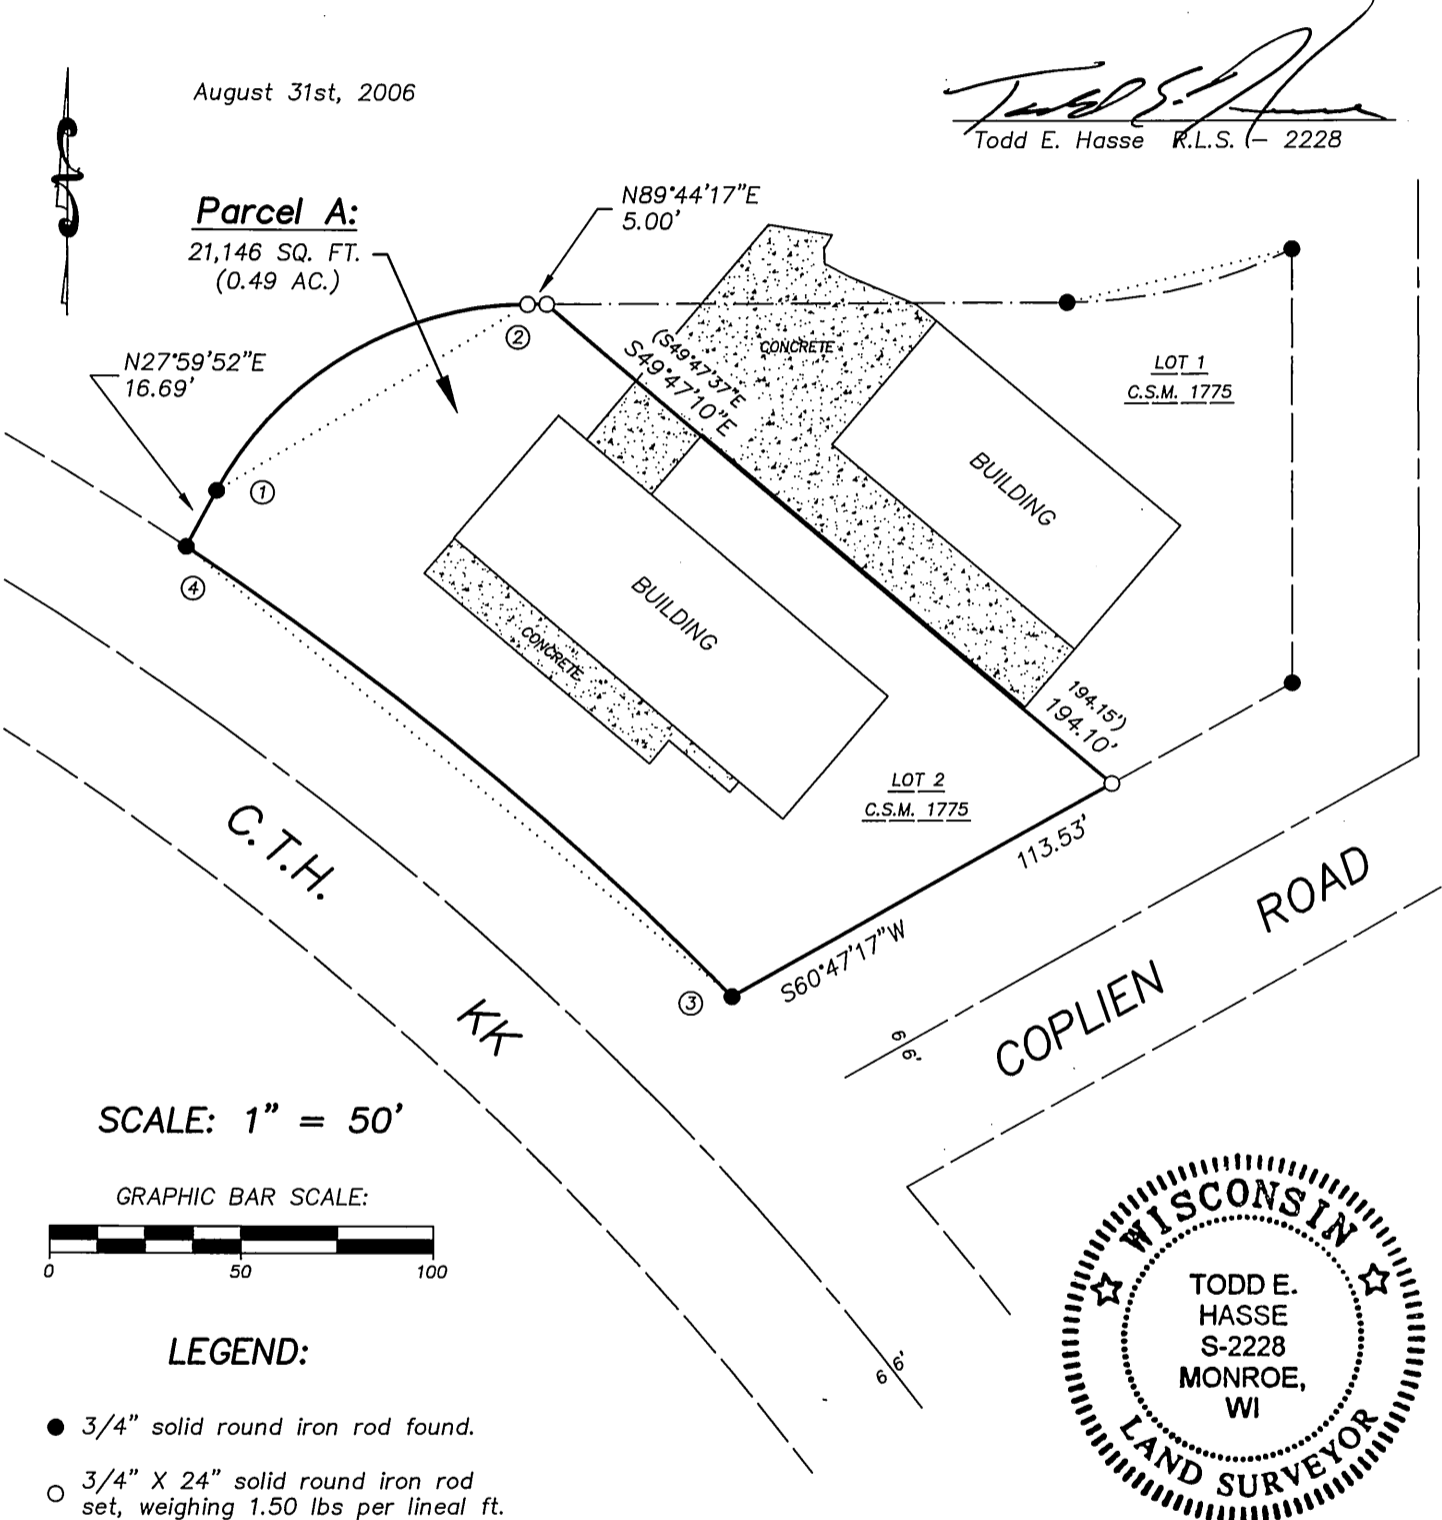 August 31st, 2006
Todd E. Hasse R.L.S. – 2228
Parcel A:
21,146 SQ. FT.
(0.49 AC.)
N89°44'17"E
5.00'
N27°59'52"E
16.69'
①
②
③
④
(S49°47'37"E
S49°47'10"E
194.15')
194.10'
CONCRETE
BUILDING
LOT 1
C.S.M. 1775
BUILDING
CONCRETE
LOT 2
C.S.M. 1775
113.53'
S60°47'17"W
C.T.H.
KK
COPLIEN ROAD
66'
66'
SCALE: 1" = 50'
GRAPHIC BAR SCALE:
0 50 100
LEGEND:
3/4" solid round iron rod found.
3/4" X 24" solid round iron rod
set, weighing 1.50 lbs per lineal ft.
WISCONSIN
TODD E.
HASSE
S-2228
MONROE,
WI
LAND SURVEYOR